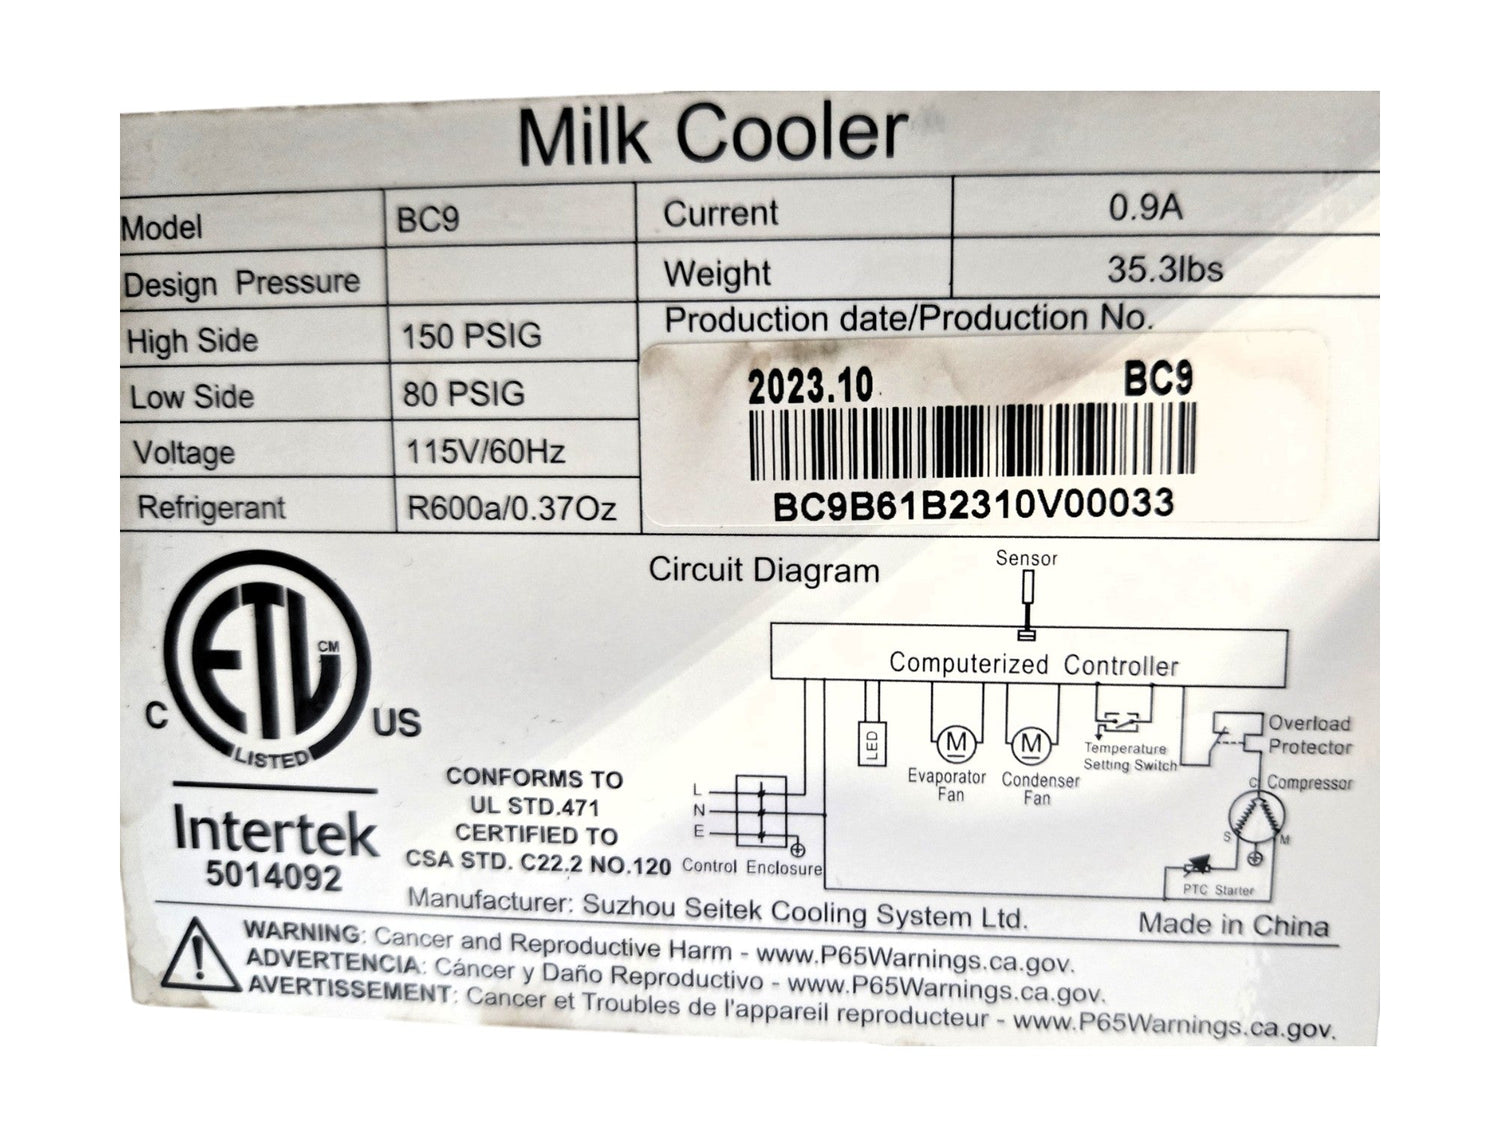 Milk Cooler
Model BC9 Current 0.9A
Design Pressure Weight 35.3lbs
High Side 150 PSIG Production date/Production No.
Low Side 80 PSIG 2023.10 BC9
Voltage 115V/60Hz
Refrigerant R600a/0.37Oz BC9B61B2310V00033
Circuit Diagram
Sensor
Computerized Controller
LED
M
M
Evaporator Fan
Condenser Fan
Temperature Setting Switch
Overload Protector
C Compressor
S M
PTC Starter
L
N
E
Control Enclosure
ETL CM
C US
LISTED
Intertek
5014092
CONFORMS TO
UL STD.471
CERTIFIED TO
CSA STD. C22.2 NO.120
Manufacturer: Suzhou Seitek Cooling System Ltd. Made in China
WARNING: Cancer and Reproductive Harm - www.P65Warnings.ca.gov.
ADVERTENCIA: Cáncer y Daño Reproductivo - www.P65Warnings.ca.gov.
AVERTISSEMENT: Cancer et Troubles de l'appareil reproducteur - www.P65Warnings.ca.gov.